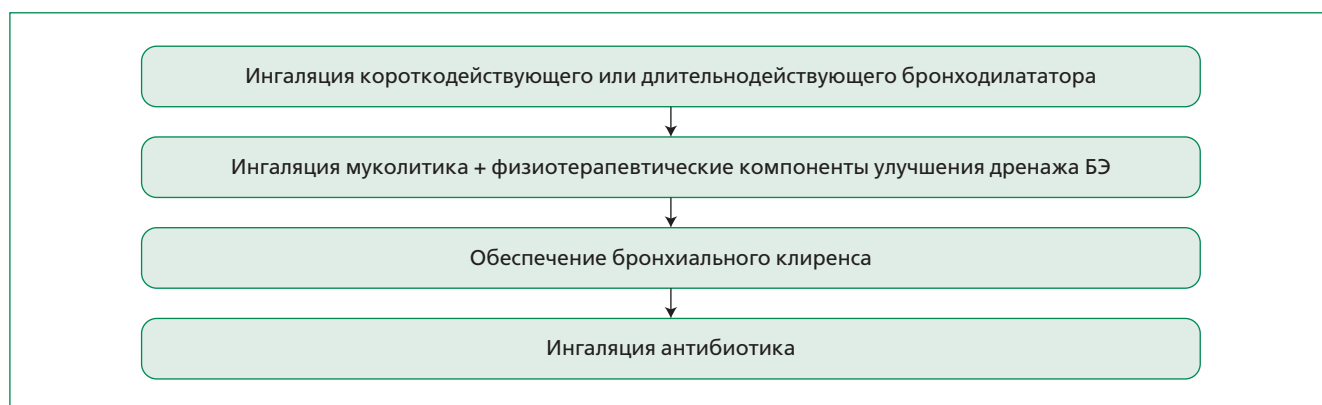 Ингаляция короткодействующего или длительнодействующего бронходилататора
Ингаляция муколитика + физиотерапевтические компоненты улучшения дренажа БЭ
Обеспечение бронхиального клиренса
Ингаляция антибиотика